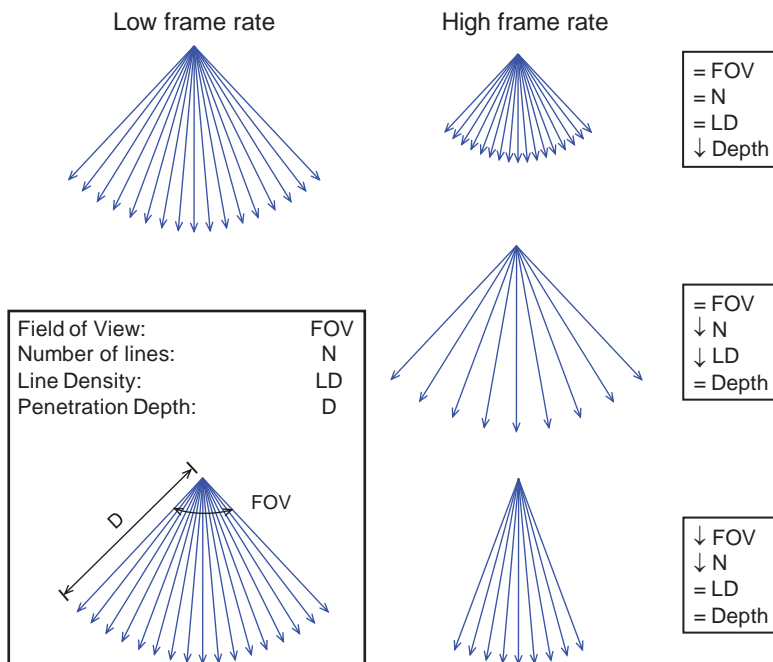 Low frame rate
High frame rate
= FOV
= N
= LD
↓ Depth
= FOV
↓ N
↓ LD
= Depth
Field of View: FOV
Number of lines: N
Line Density: LD
Penetration Depth: D
D
FOV
↓ FOV
↓ N
= LD
= Depth